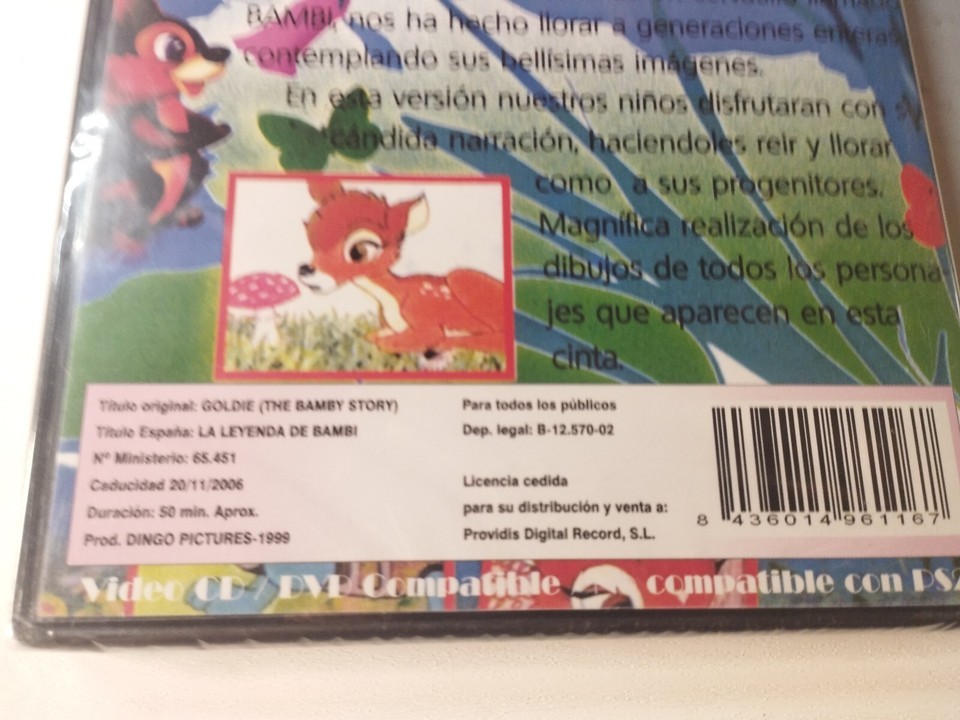 BAMBI, nos ha hecho llorar a generaciones enteras
contemplando sus bellísimas imágenes.
En esta versión nuestros niños disfrutaran con
cándida narración, haciendoles reir y llorar
como a sus progenitores.
Magnífica realización de los
dibujos de todos los persona-
jes que aparecen en esta
cinta.
Título original: GOLDIE (THE BAMBY STORY)
Título España: LA LEYENDA DE BAMBI
Nº Ministerio: 65.451
Caducidad 20/11/2006
Duración: 50 min. Aprox.
Prod. DINGO PICTURES-1999
Para todos los públicos
Dep. legal: B-12.570-02
Licencia cedida
para su distribución y venta a:
Providis Digital Record, S.L.
8 436014 961167
Video CD / DVD Compatible compatible con PS2